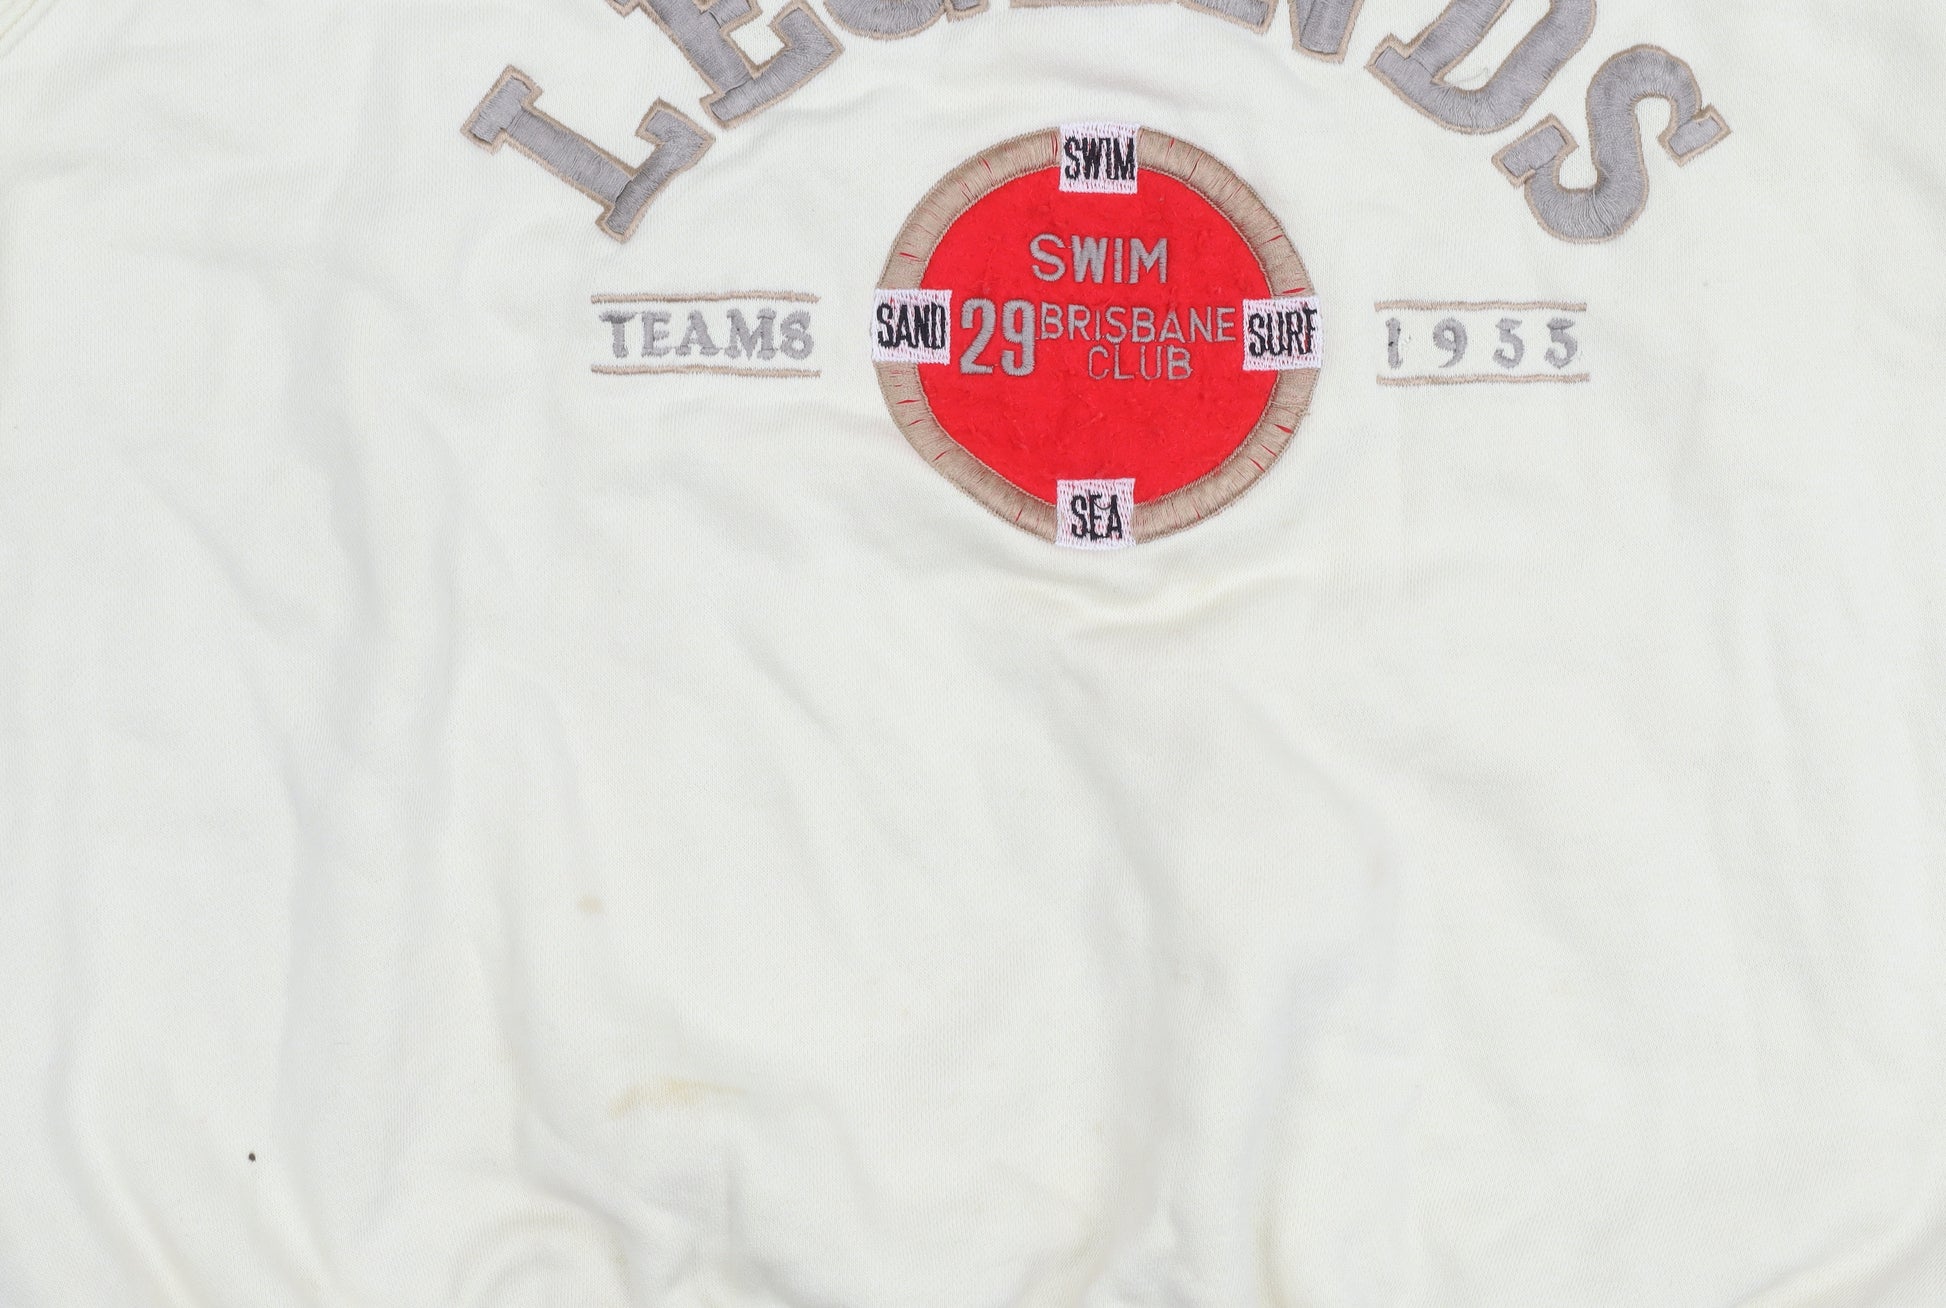 LEGENDS
SWIM
SWIM
TEAMS SAND 29 BRISBANE SURF 1955
CLUB
SEA